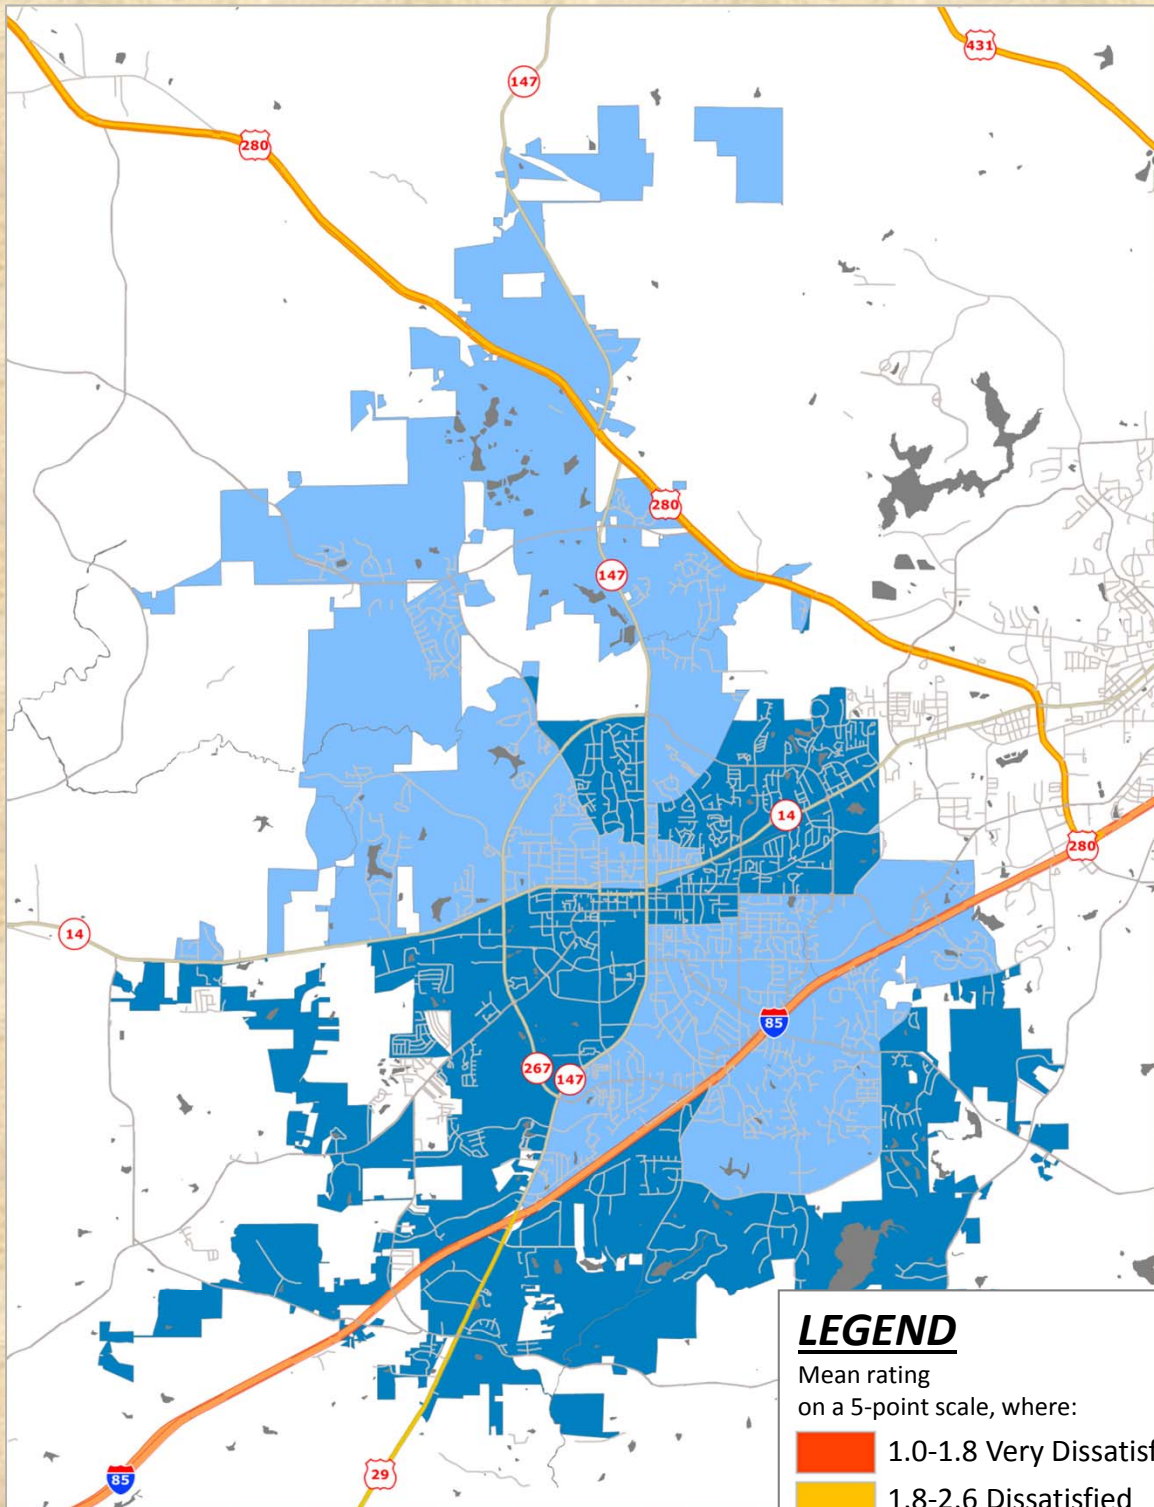 431
147
280
280
147
14
280
14
85
267
147
LEGEND
Mean rating
on a 5-point scale, where:
1.0-1.8 Very Dissatisf
1.8-2.6 Dissatisfied
29
85